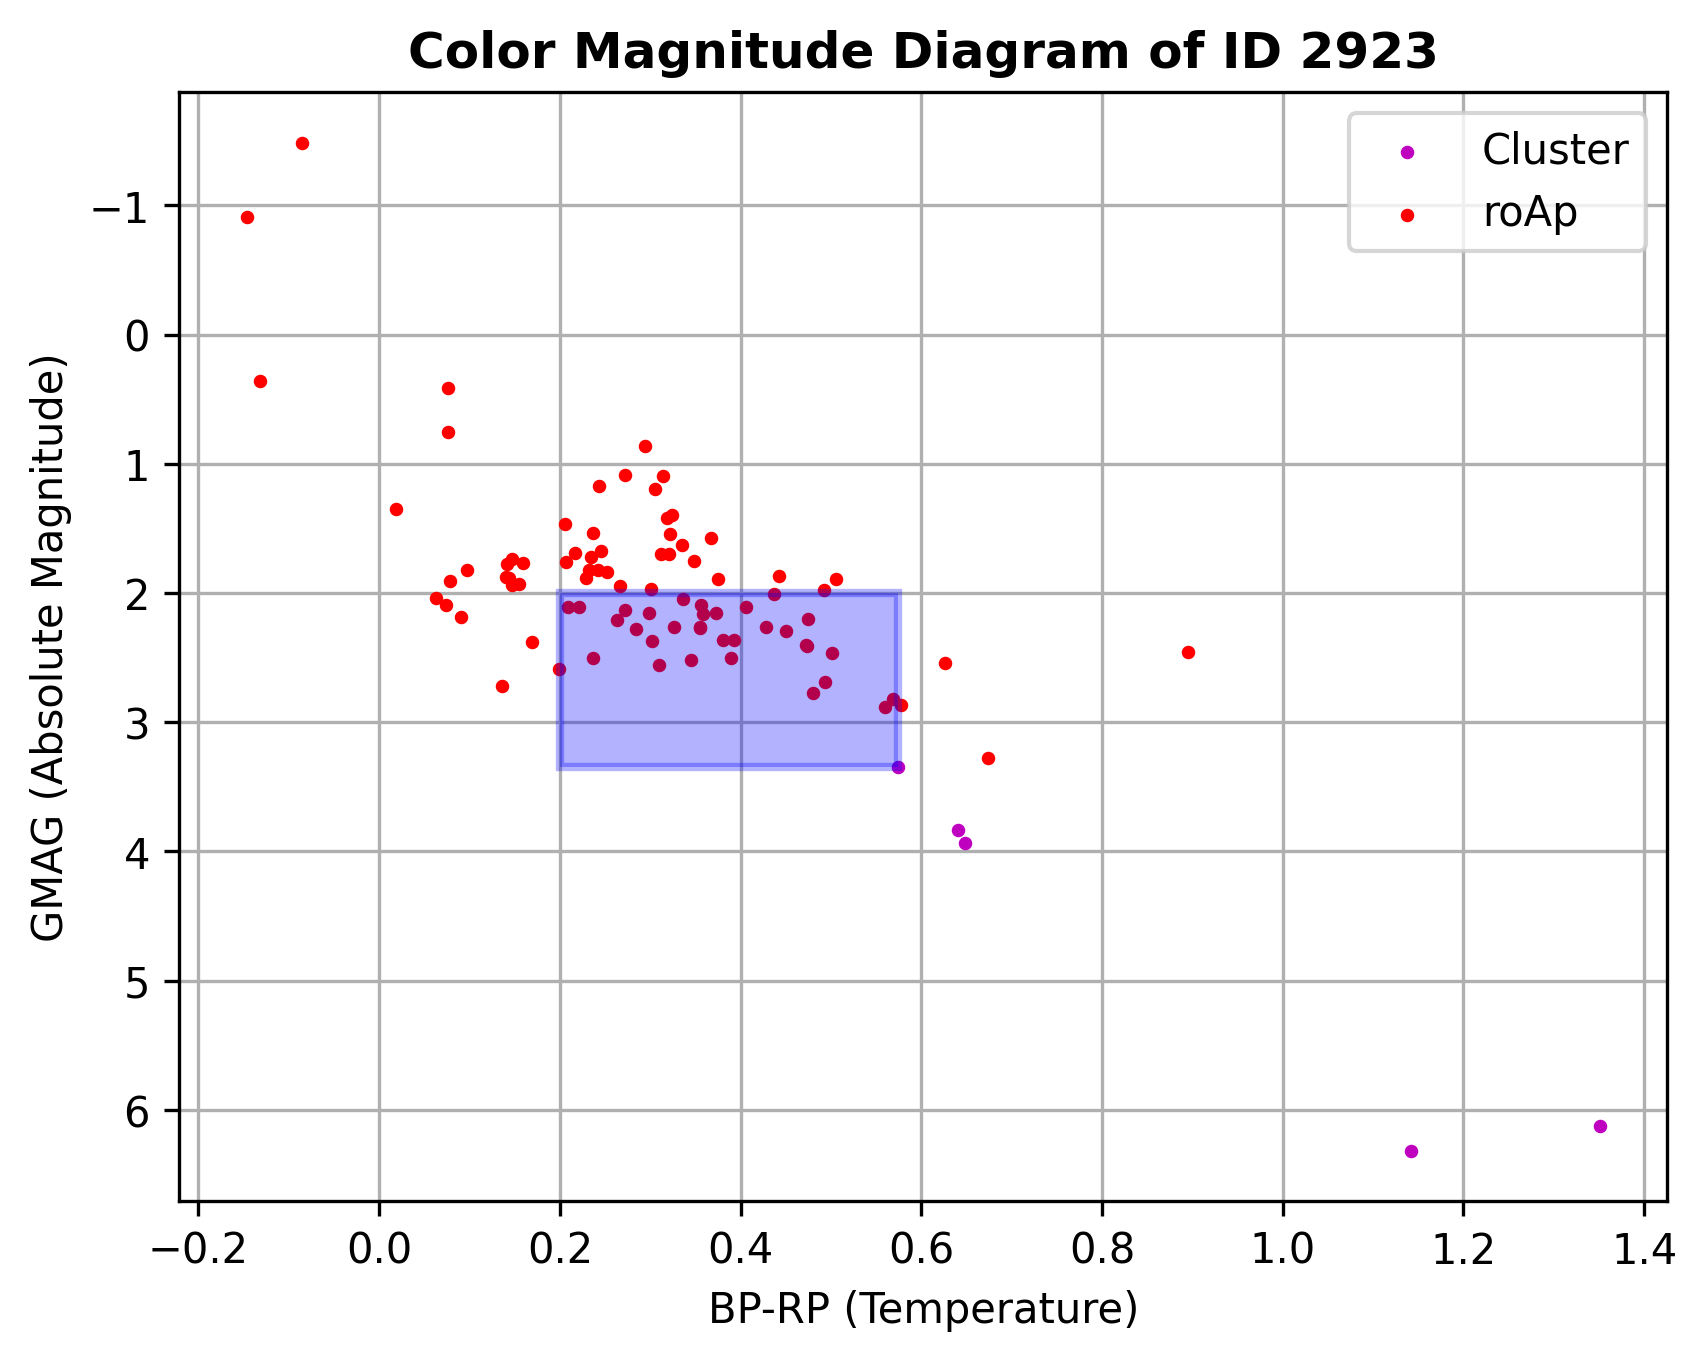 Color Magnitude Diagram of ID 2923
Cluster
roAp
GMAG (Absolute Magnitude)
−1
0
1
2
3
4
5
6
−0.2 0.0 0.2 0.4 0.6 0.8 1.0 1.2 1.4
BP-RP (Temperature)